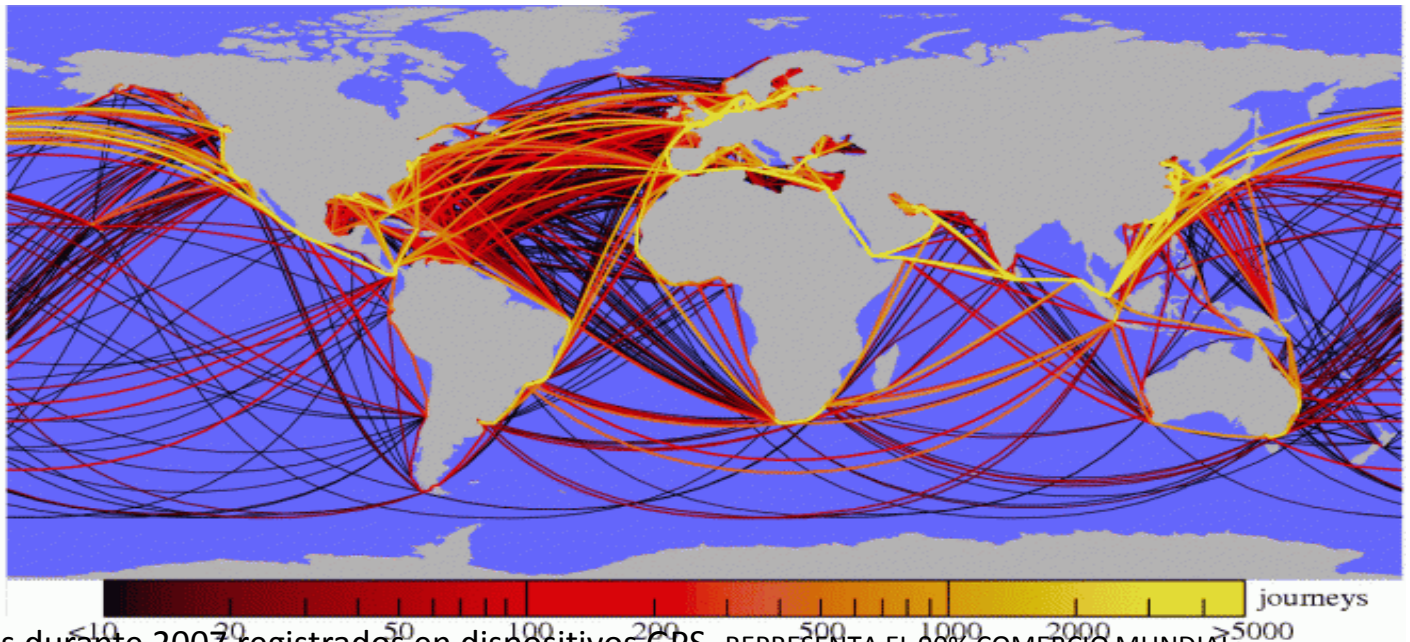 journeys
<10 20 50 100 200 500 1000 2000 >5000
s durante 2007 registrados en dispositivos GPS. REPRESENTA EL 90% COMERCIO MUNDIAL